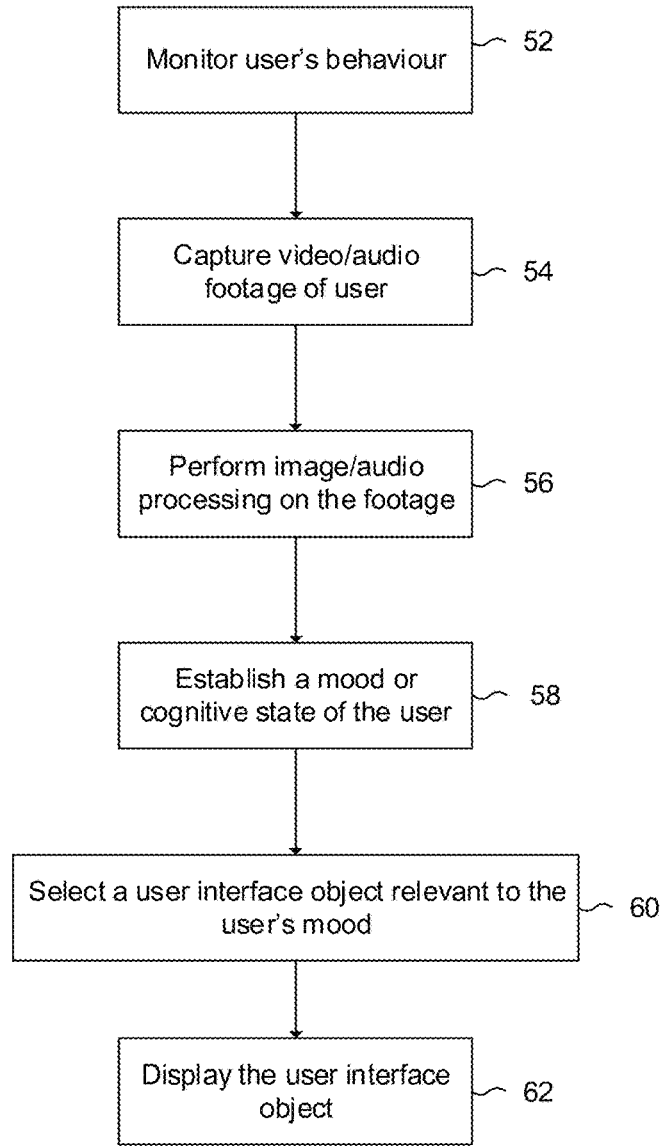 Monitor user's behaviour
52
Capture video/audio
footage of user
54
Perform image/audio
processing on the footage
56
Establish a mood or
cognitive state of the user
58
Select a user interface object relevant to the
user's mood
60
Display the user interface
object
62